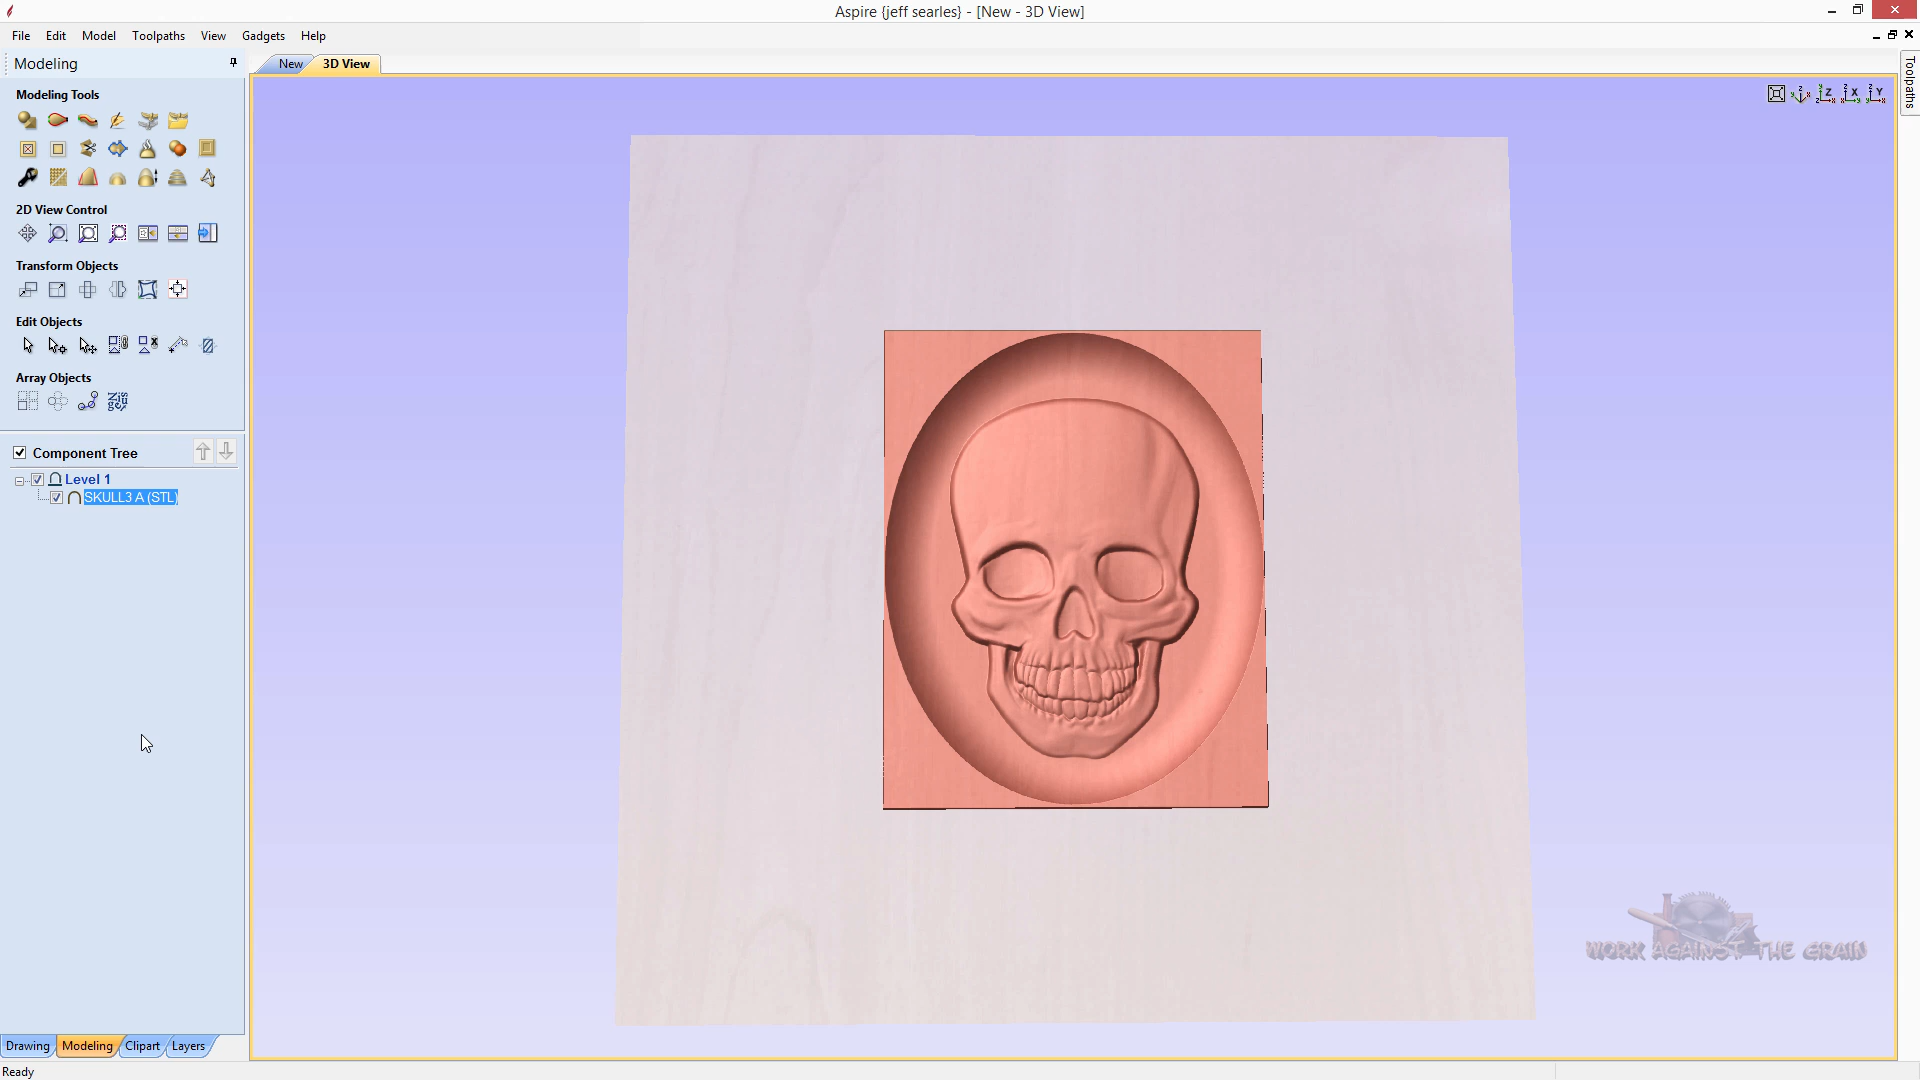 Aspire {jeff searles} - [New - 3D View]
File Edit Model Toolpaths View Gadgets Help
Modeling
New 3D View
Toolpaths
Modeling Tools
2D View Control
Transform Objects
Edit Objects
Array Objects
Component Tree
Level 1
SKULL3 A (STL)
WORK AGAINST THE GRAIN
Drawing Modeling Clipart Layers
Ready